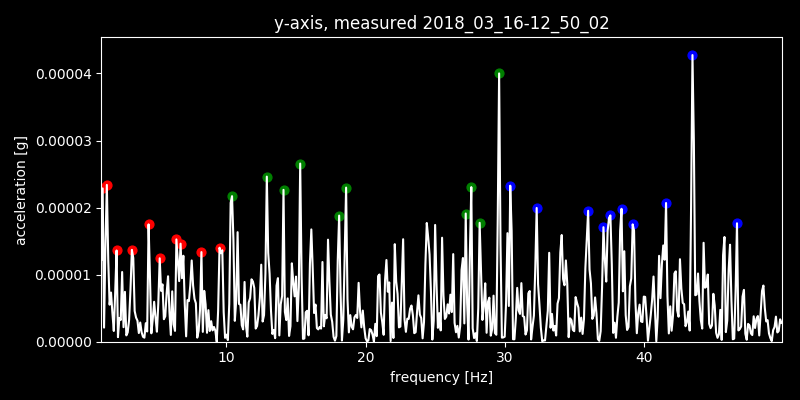 y-axis, measured 2018_03_16-12_50_02
0.00004
0.00003
0.00002
0.00001
0.00000
acceleration [g]
10 20 30 40
frequency [Hz]